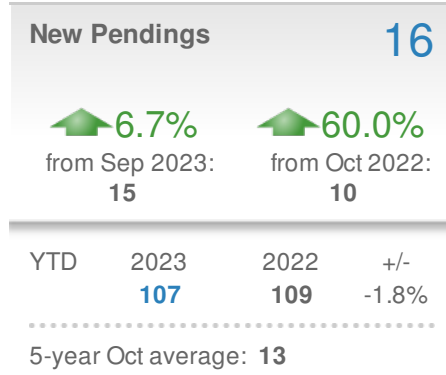 New Pendings 16
6.7% 60.0%
from Sep 2023: from Oct 2022:
15 10
YTD 2023 2022 +/-
107 109 -1.8%
5-year Oct average: 13